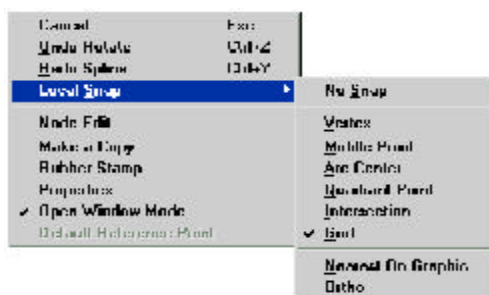 Cancel Esc
Undo Rotate Ctrl+Z
Redo Spline Ctrl+Y
Local Snap
Node Edit
Make a Copy
Rubber Stamp
Properties
Open Window Mode
Default Reference Point
No Snap
Vertex
Middle Point
Arc Center
Quadrant Point
Intersection
Grid
Nearest On Graphic
Ortho